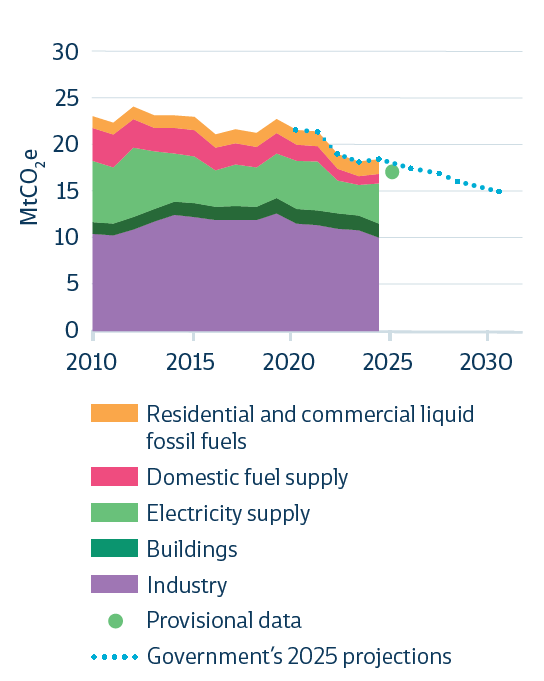 30
25
20
15
10
5
0
MtCO₂e
2010 2015 2020 2025 2030
Residential and commercial liquid
fossil fuels
Domestic fuel supply
Electricity supply
Buildings
Industry
Provisional data
Government’s 2025 projections